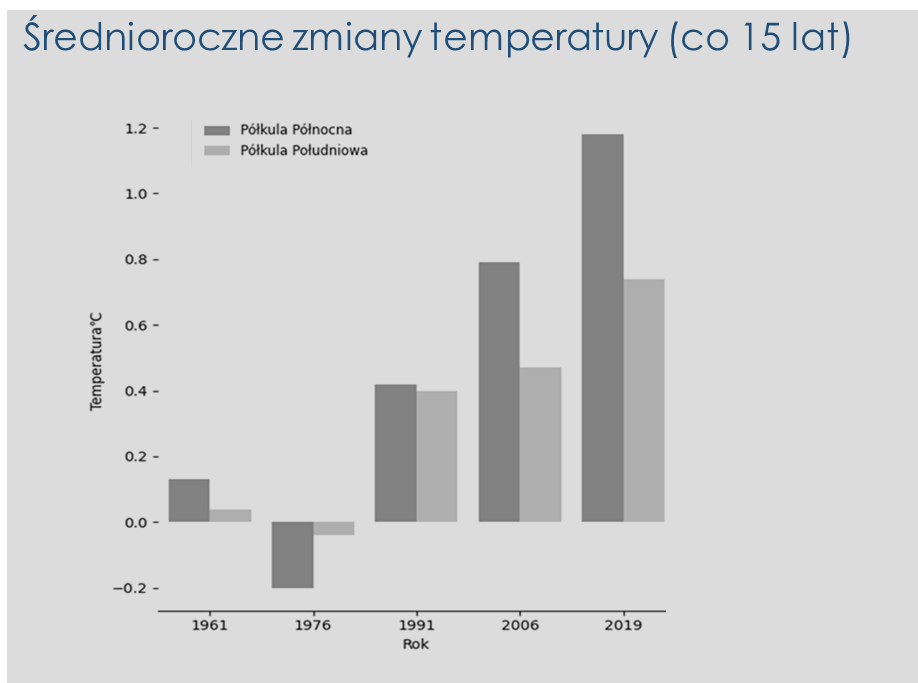 Średnioroczne zmiany temperatury (co 15 lat)
Półkula Północna
Półkula Południowa
1.2
1.0
0.8
0.6
0.4
0.2
0.0
−0.2
Temperatura°C
1961 1976 1991 2006 2019
Rok